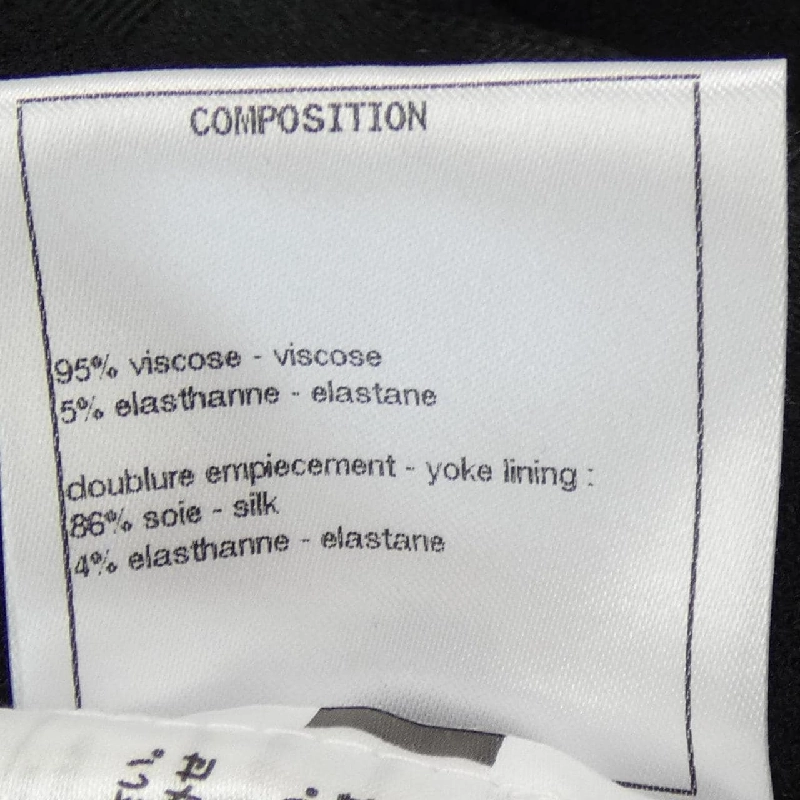 COMPOSITION
95% viscose - viscose
5% elasthanne - elastane
doublure empiecement - yoke lining :
86% soie - silk
4% elasthanne - elastane